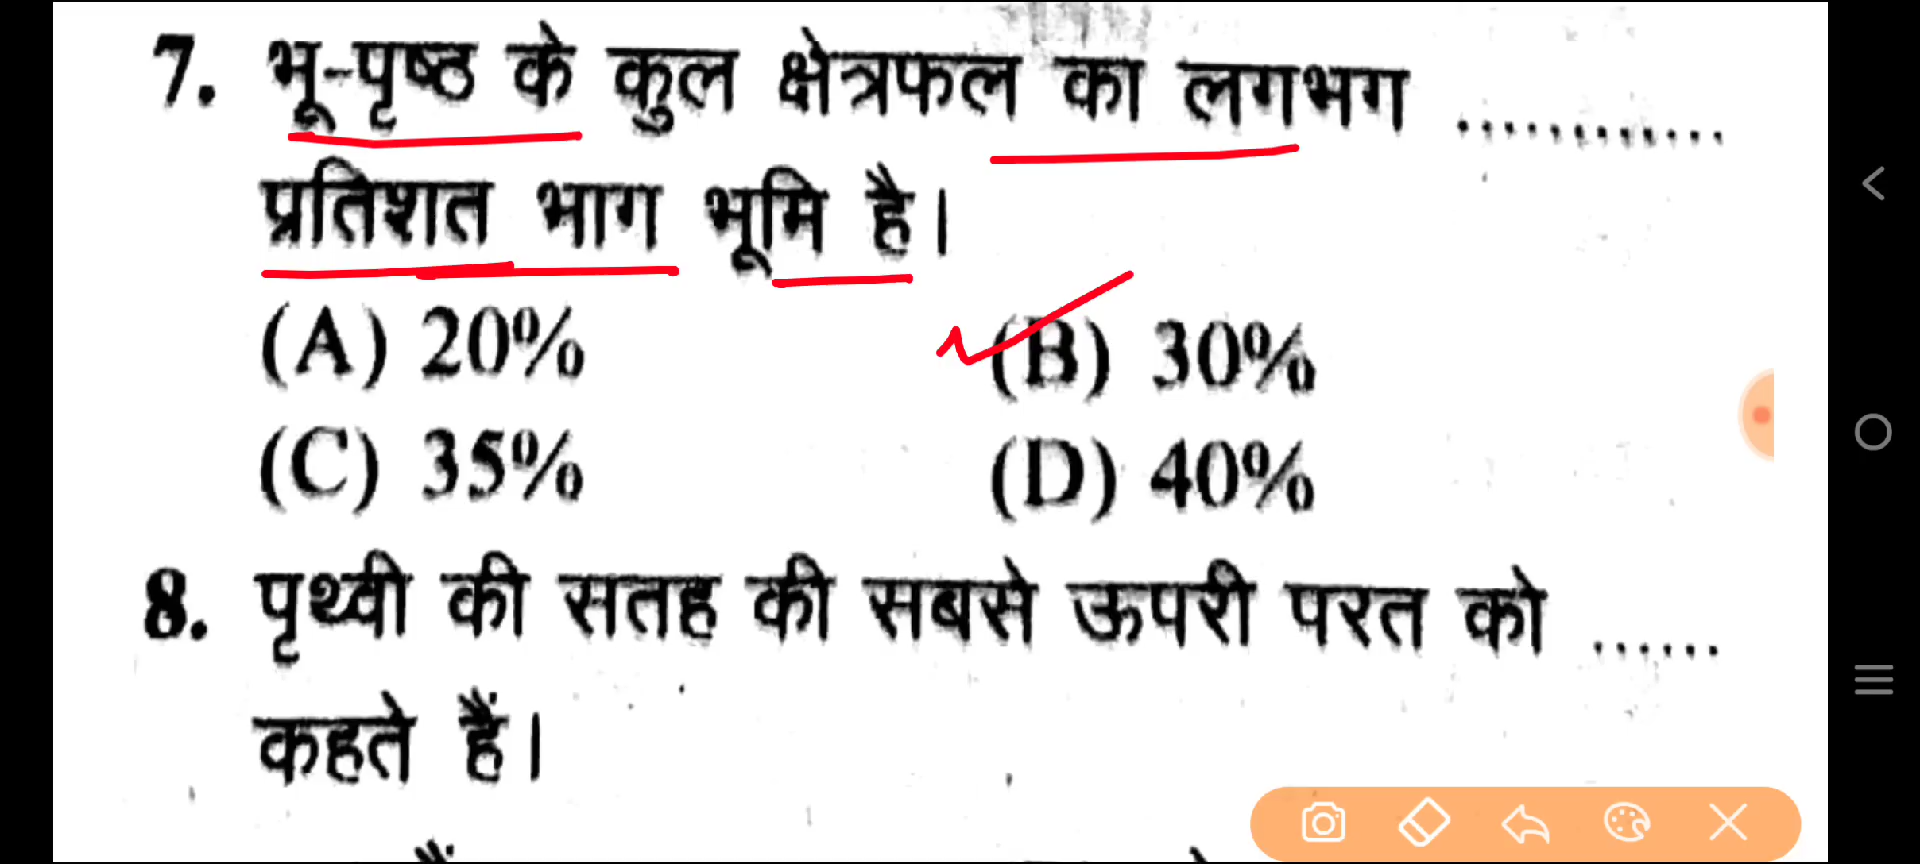 7. भू-पृष्ठ के कुल क्षेत्रफल का लगभग ............
प्रतिशत भाग भूमि है।
(A) 20% (B) 30%
(C) 35% (D) 40%
8. पृथ्वी की सतह की सबसे ऊपरी परत को ......
कहते हैं।